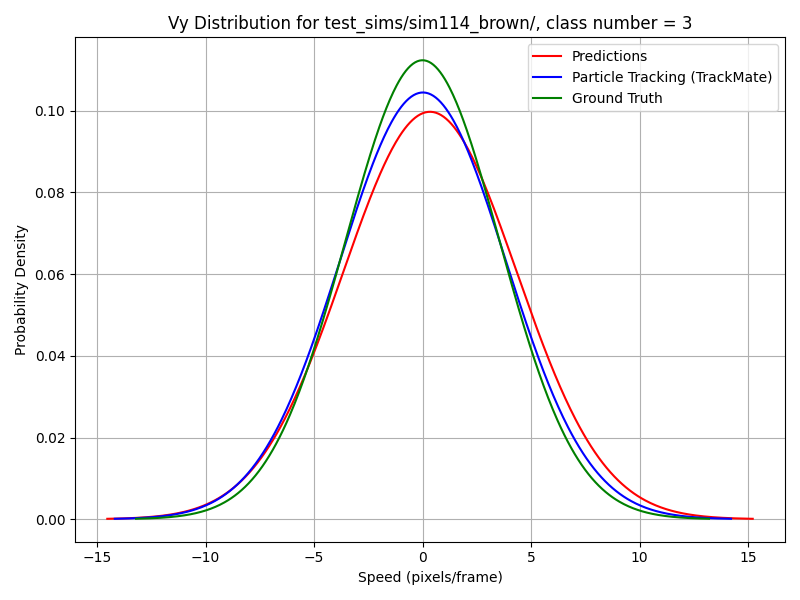 Vy Distribution for test_sims/sim114_brown/, class number = 3
Predictions
Particle Tracking (TrackMate)
Ground Truth
Probability Density
0.10
0.08
0.06
0.04
0.02
0.00
−15 −10 −5 0 5 10 15
Speed (pixels/frame)